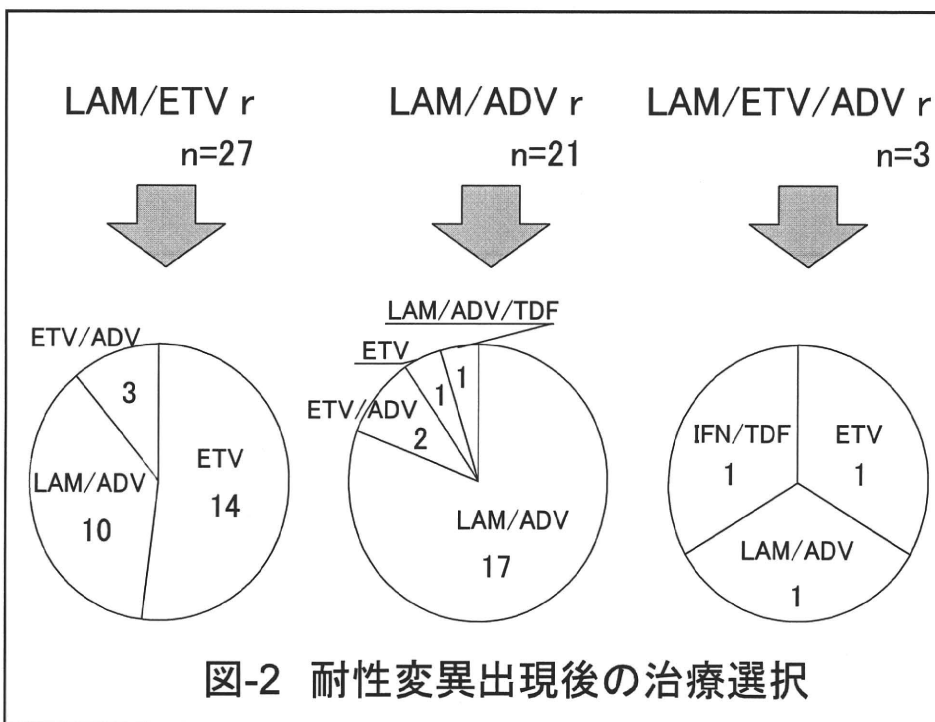 LAM/ETV r
n=27
LAM/ADV r
n=21
LAM/ETV/ADV r
n=3
ETV/ADV
3
LAM/ADV
10
ETV
14
LAM/ADV/TDF
1
ETV
1
ETV/ADV
2
LAM/ADV
17
IFN/TDF
1
ETV
1
LAM/ADV
1
図-2 耐性変異出現後の治療選択